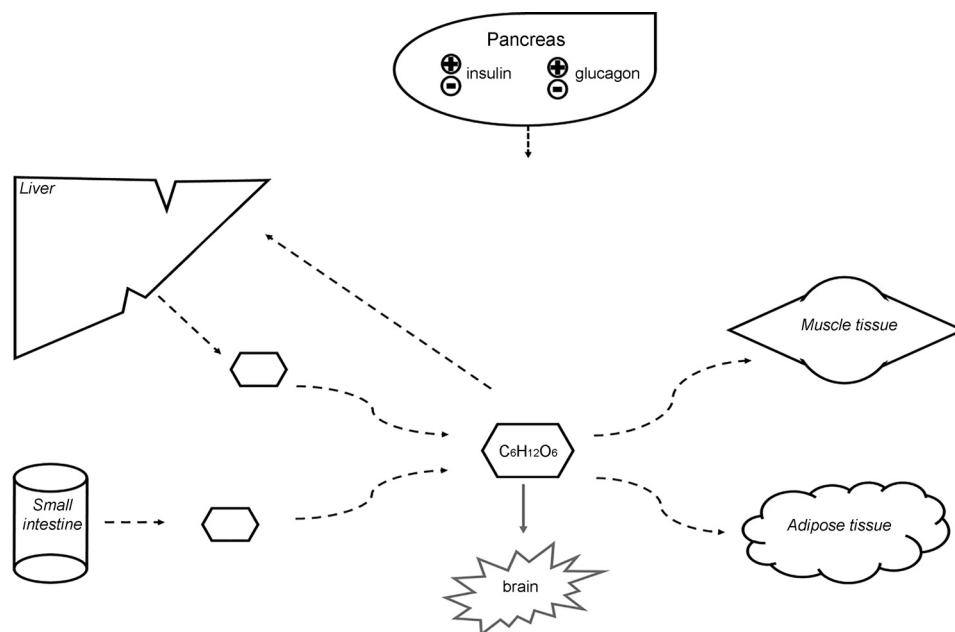 Pancreas
+ insulin + glucagon
- -
Liver
Muscle tissue
C₆H₁₂O₆
Small
intestine
Adipose tissue
brain